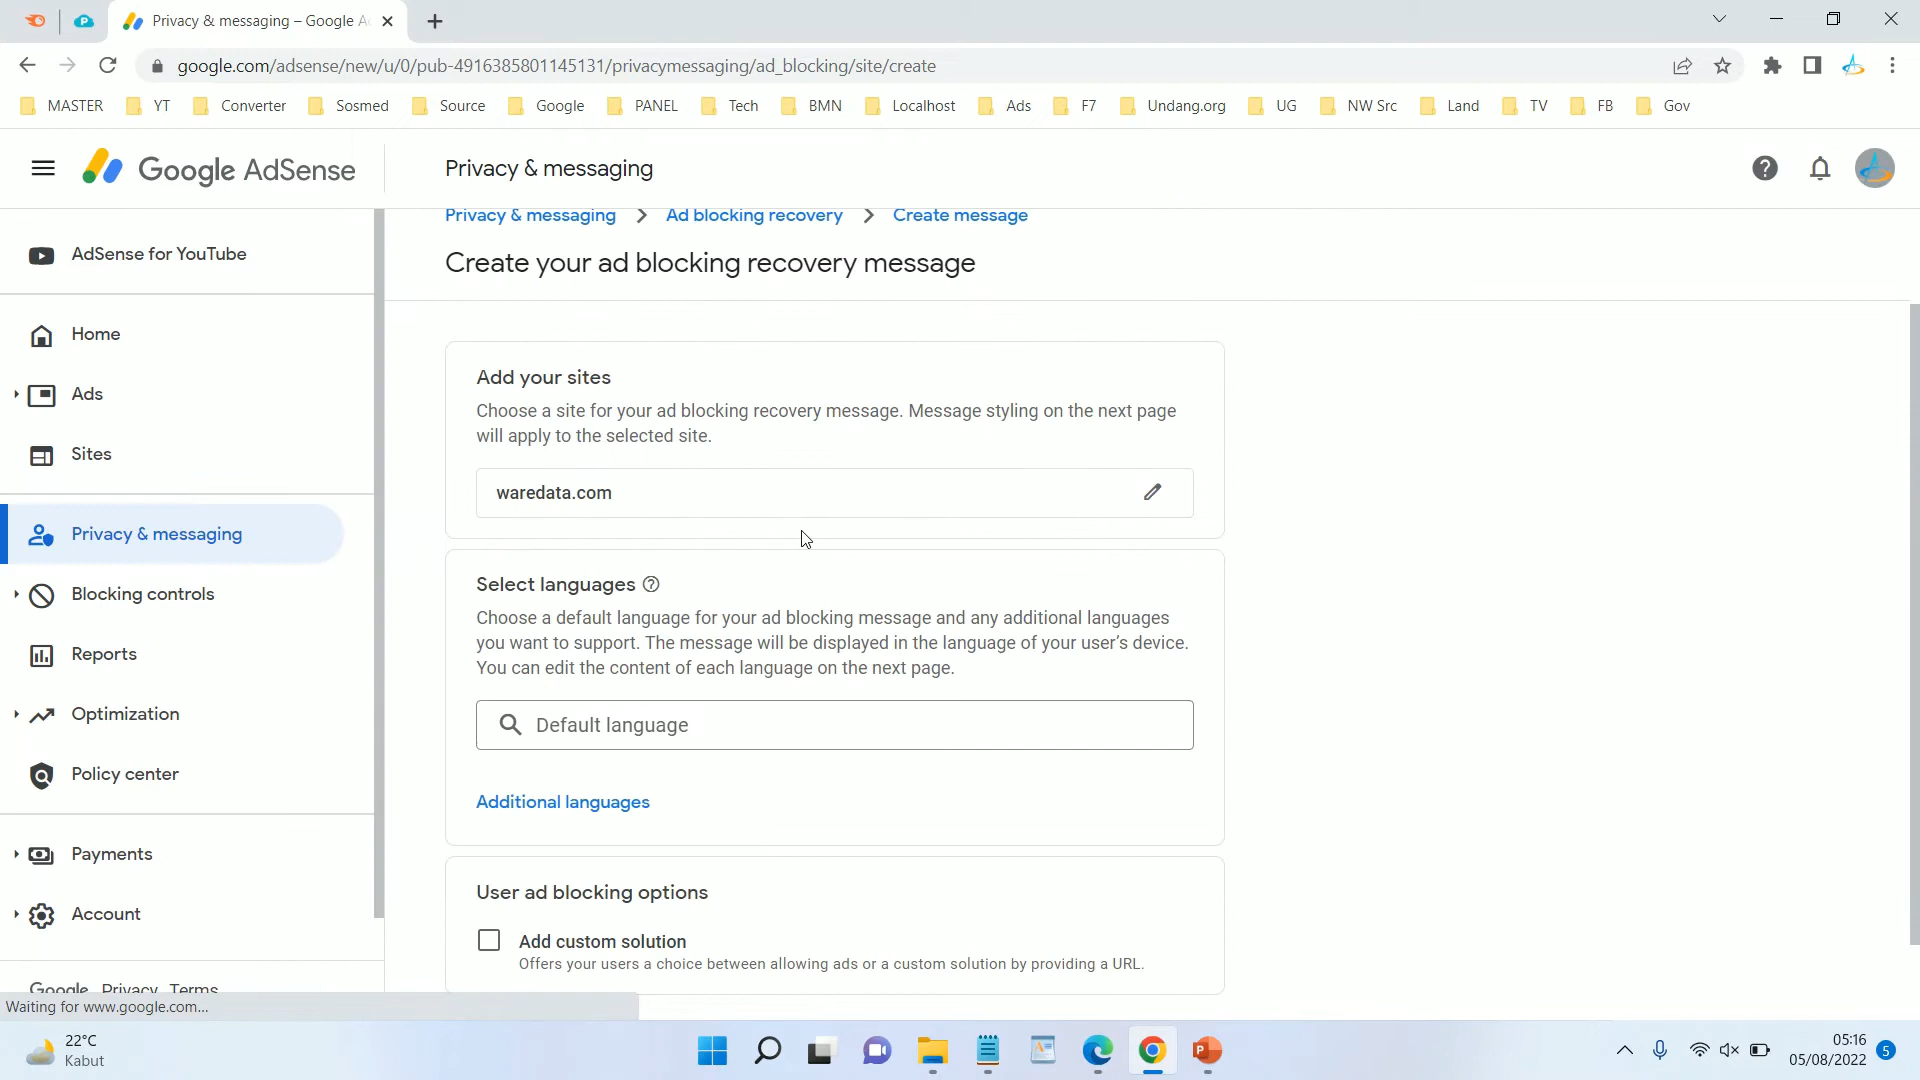 Privacy & messaging – Google A
google.com/adsense/new/u/0/pub-4916385801145131/privacymessaging/ad_blocking/site/create
MASTER YT Converter Sosmed Source Google PANEL Tech BMN Localhost Ads F7 Undang.org UG NW Src Land TV FB Gov
Google AdSense
Privacy & messaging
Privacy & messaging Ad blocking recovery Create message
Create your ad blocking recovery message
AdSense for YouTube
Home
Ads
Sites
Privacy & messaging
Blocking controls
Reports
Optimization
Policy center
Payments
Account
Google Privacy Terms
Add your sites
Choose a site for your ad blocking recovery message. Message styling on the next page
will apply to the selected site.
waredata.com
Select languages
Choose a default language for your ad blocking message and any additional languages
you want to support. The message will be displayed in the language of your user’s device.
You can edit the content of each language on the next page.
Default language
Additional languages
User ad blocking options
Add custom solution
Offers your users a choice between allowing ads or a custom solution by providing a URL.
Waiting for www.google.com...
22°C
Kabut
05:16
05/08/2022
5